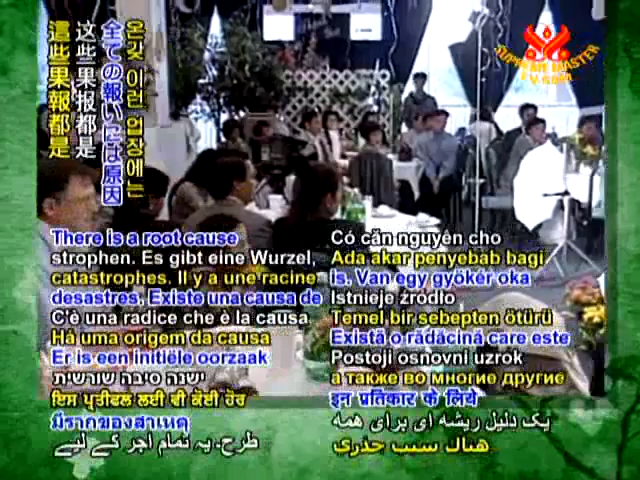 온갖 이런 업장에는
全ての報いには原因
这些果报都是
這些果報都是
SUPREME MASTER
TV.com
There is a root cause
strophen. Es gibt eine Wurzel,
catastrophes. Il y a une racine
desastres, Existe una causa de
C'è una radice che è la causa
Há uma origem da causa
Er is een initiële oorzaak
ישנה סיבה שורשית
ਇਸ ਪ੍ਰਤੀਫਲ ਲਈ ਵੀ ਕੋਈ ਹੋਰ
มีรากของสาเหตุ
طرح۔ یہ تمام اجر کے لیے
Có căn nguyên cho
Ada akar penyebab bagi
is. Van egy gyökér oka
Istnieje źródło
Temel bir sebepten ötürü
Există o rădăcină care este
Postoji osnovni uzrok
а также во многие другие
इन प्रतिकार के लिये
یک دلیل ریشه ای برای همه
هناك سبب جذري